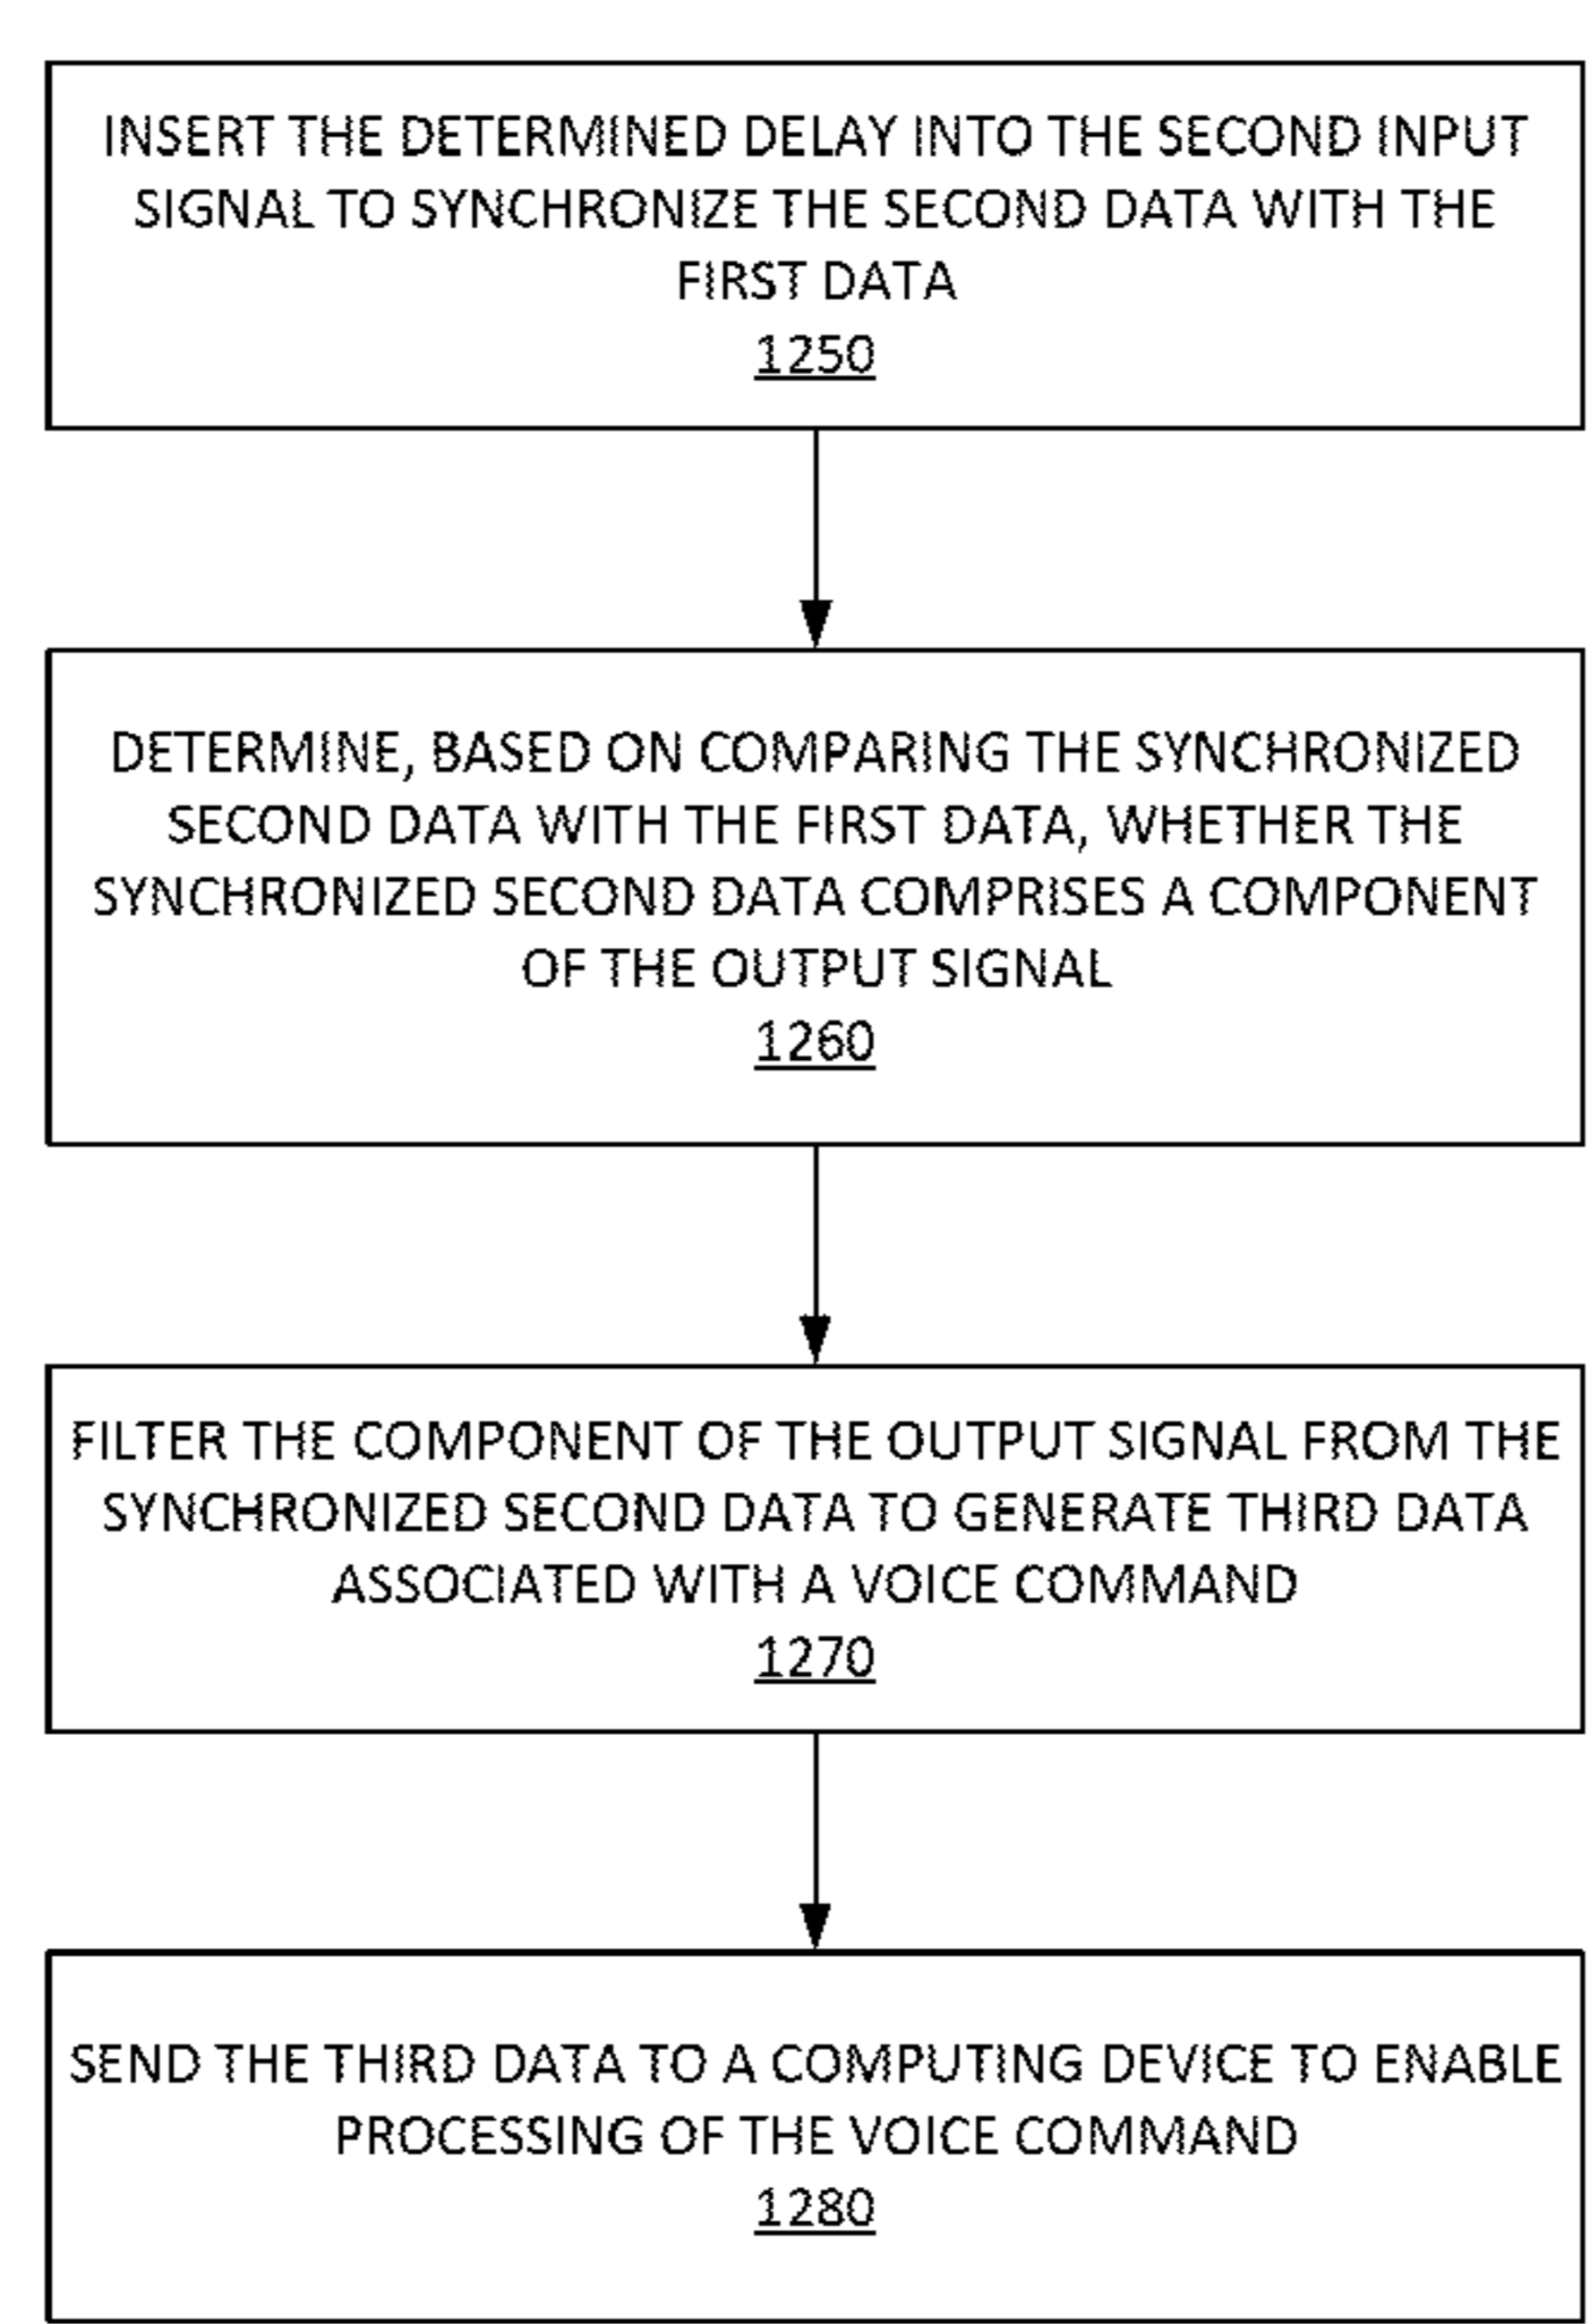 INSERT THE DETERMINED DELAY INTO THE SECOND INPUT
SIGNAL TO SYNCHRONIZE THE SECOND DATA WITH THE
FIRST DATA
1250
DETERMINE, BASED ON COMPARING THE SYNCHRONIZED
SECOND DATA WITH THE FIRST DATA, WHETHER THE
SYNCHRONIZED SECOND DATA COMPRISES A COMPONENT
OF THE OUTPUT SIGNAL
1260
FILTER THE COMPONENT OF THE OUTPUT SIGNAL FROM THE
SYNCHRONIZED SECOND DATA TO GENERATE THIRD DATA
ASSOCIATED WITH A VOICE COMMAND
1270
SEND THE THIRD DATA TO A COMPUTING DEVICE TO ENABLE
PROCESSING OF THE VOICE COMMAND
1280